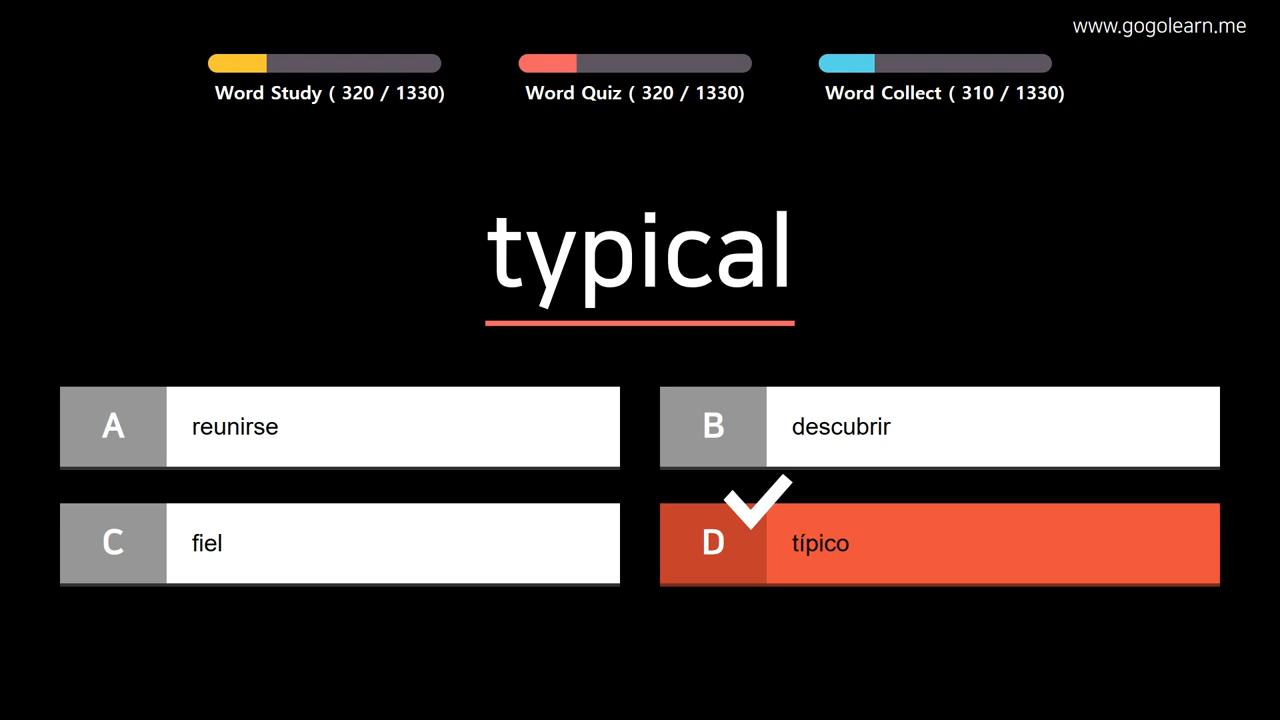 www.gogolearn.me
Word Study ( 320 / 1330)
Word Quiz ( 320 / 1330)
Word Collect ( 310 / 1330)
typical
A reunirse
B descubrir
C fiel
D típico